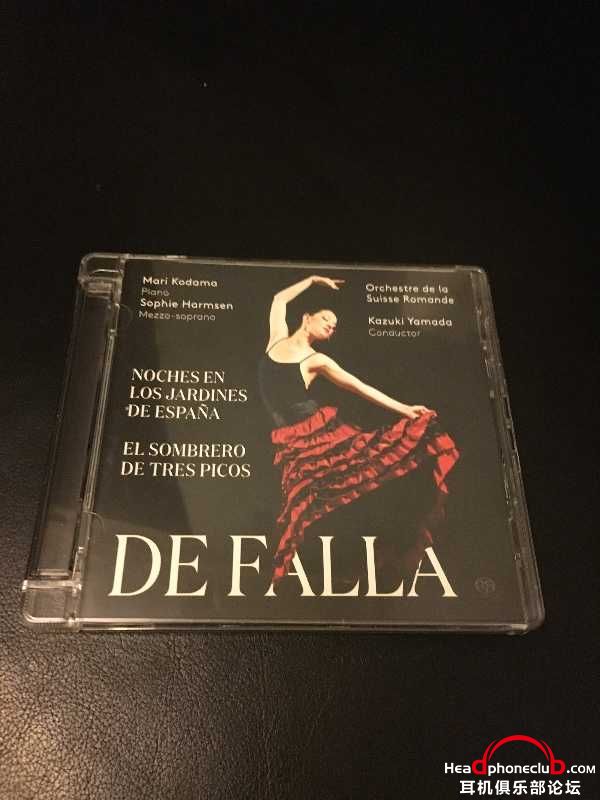 Mari Kodama
Piano
Sophie Harmsen
Mezzo-soprano
Orchestre de la
Suisse Romande
Kazuki Yamada
Conductor
NOCHES EN
LOS JARDINES
DE ESPAÑA
EL SOMBRERO
DE TRES PICOS
DE FALLA
Headphoneclub.com
耳机俱乐部论坛